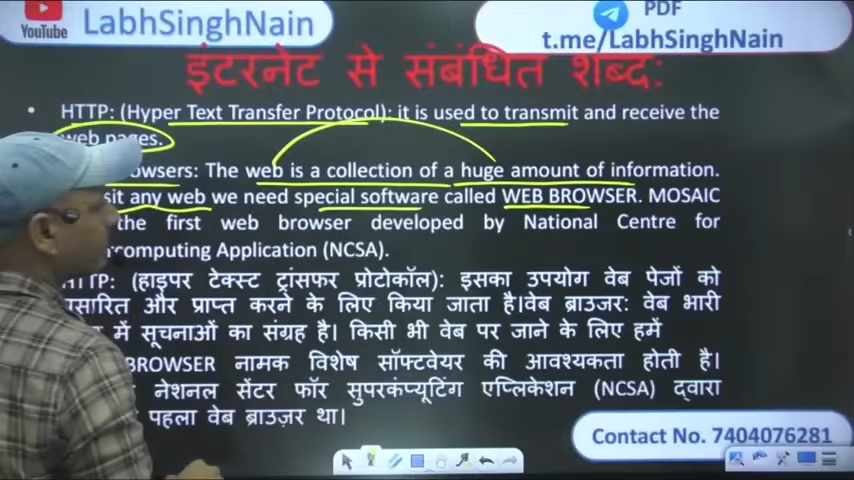 YouTube
LabhSinghNain
PDF
t.me/LabhSinghNain
इंटरनेट से संबंधित शब्द:
• HTTP: (Hyper Text Transfer Protocol): it is used to transmit and receive the
web pages.
owsers: The web is a collection of a huge amount of information.
sit any web we need special software called WEB BROWSER. MOSAIC
the first web browser developed by National Centre for
computing Application (NCSA).
HTTP: (हाइपर टेक्स्ट ट्रांसफर प्रोटोकॉल): इसका उपयोग वेब पेजों को
सारित और प्राप्त करने के लिए किया जाता है।वेब ब्राउजर: वेब भारी
में सूचनाओं का संग्रह है। किसी भी वेब पर जाने के लिए हमें
BROWSER नामक विशेष सॉफ्टवेयर की आवश्यकता होती है।
नेशनल सेंटर फॉर सुपरकंप्यूटिंग एप्लिकेशन (NCSA) द्वारा
पहला वेब ब्राउज़र था।
Contact No. 7404076281